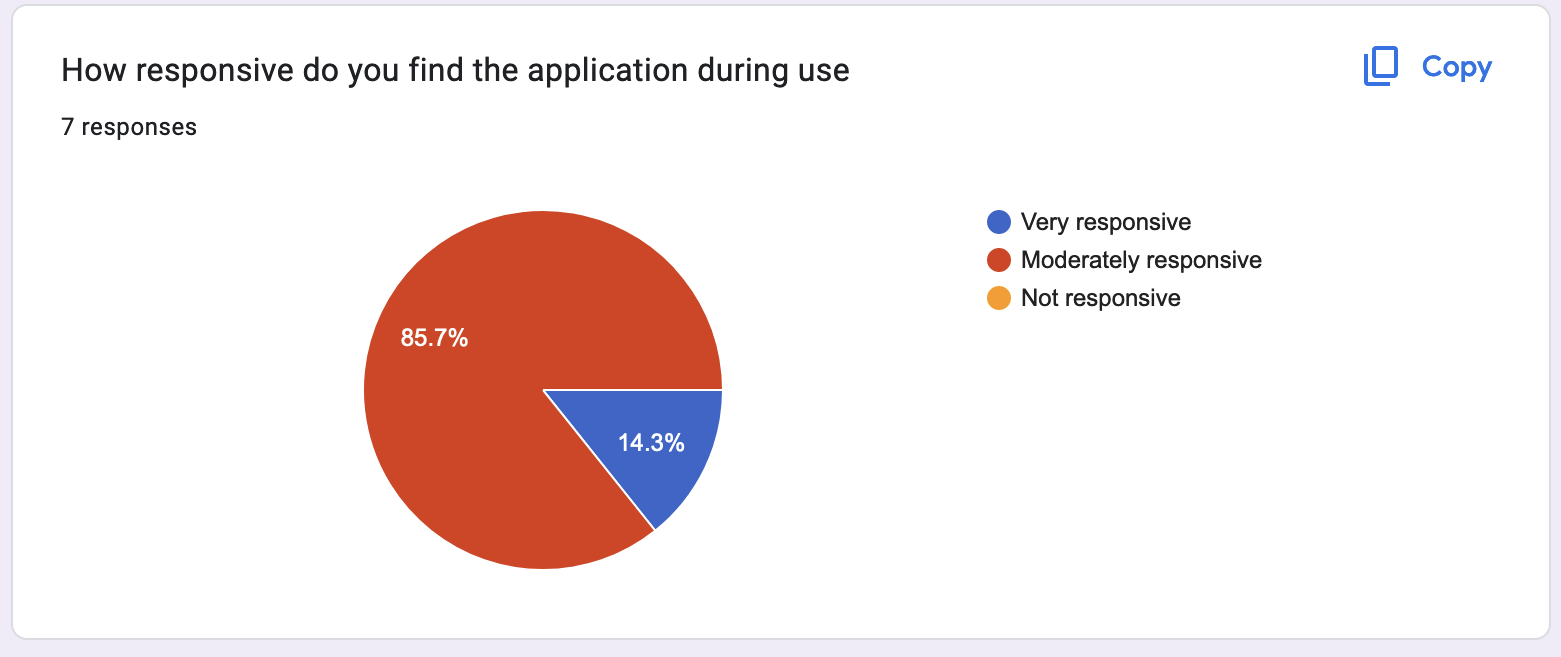 How responsive do you find the application during use
Copy
7 responses
Very responsive
Moderately responsive
Not responsive
85.7%
14.3%